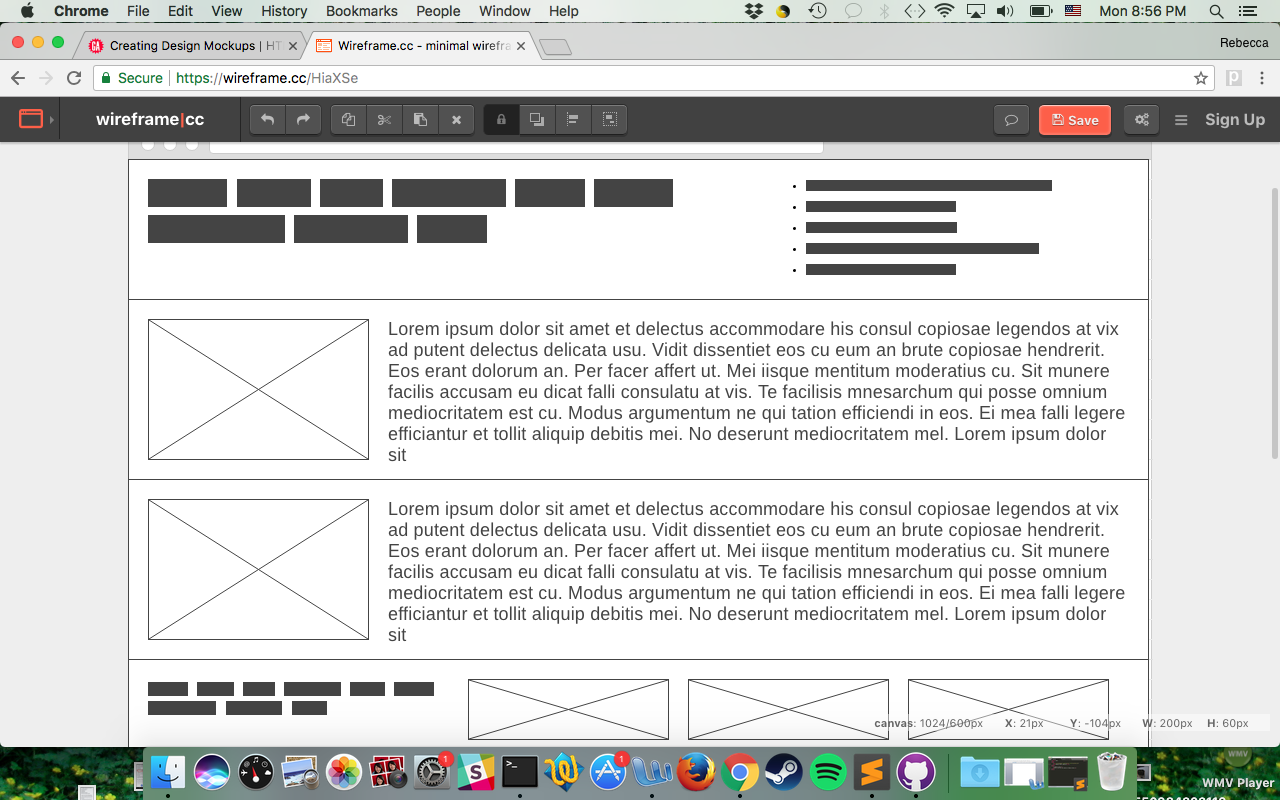 Chrome File Edit View History Bookmarks People Window Help Mon 8:56 PM
Creating Design Mockups | HT Wireframe.cc - minimal wirefra Rebecca
Secure https://wireframe.cc/HiaXSe
wireframe|cc Save Sign Up
Lorem ipsum dolor sit amet et delectus accommodare his consul copiosae legendos at vix
ad putent delectus delicata usu. Vidit dissentiet eos cu eum an brute copiosae hendrerit.
Eos erant dolorum an. Per facer affert ut. Mei iisque mentitum moderatius cu. Sit munere
facilis accusam eu dicat falli consulatu at vis. Te facilisis mnesarchum qui posse omnium
mediocritatem est cu. Modus argumentum ne qui tation efficiendi in eos. Ei mea falli legere
efficiantur et tollit aliquip debitis mei. No deserunt mediocritatem mel. Lorem ipsum dolor
sit
Lorem ipsum dolor sit amet et delectus accommodare his consul copiosae legendos at vix
ad putent delectus delicata usu. Vidit dissentiet eos cu eum an brute copiosae hendrerit.
Eos erant dolorum an. Per facer affert ut. Mei iisque mentitum moderatius cu. Sit munere
facilis accusam eu dicat falli consulatu at vis. Te facilisis mnesarchum qui posse omnium
mediocritatem est cu. Modus argumentum ne qui tation efficiendi in eos. Ei mea falli legere
efficiantur et tollit aliquip debitis mei. No deserunt mediocritatem mel. Lorem ipsum dolor
sit
canvas: 1024/600px X: 21px Y: -104px W: 200px H: 60px
WMV
WMV Player